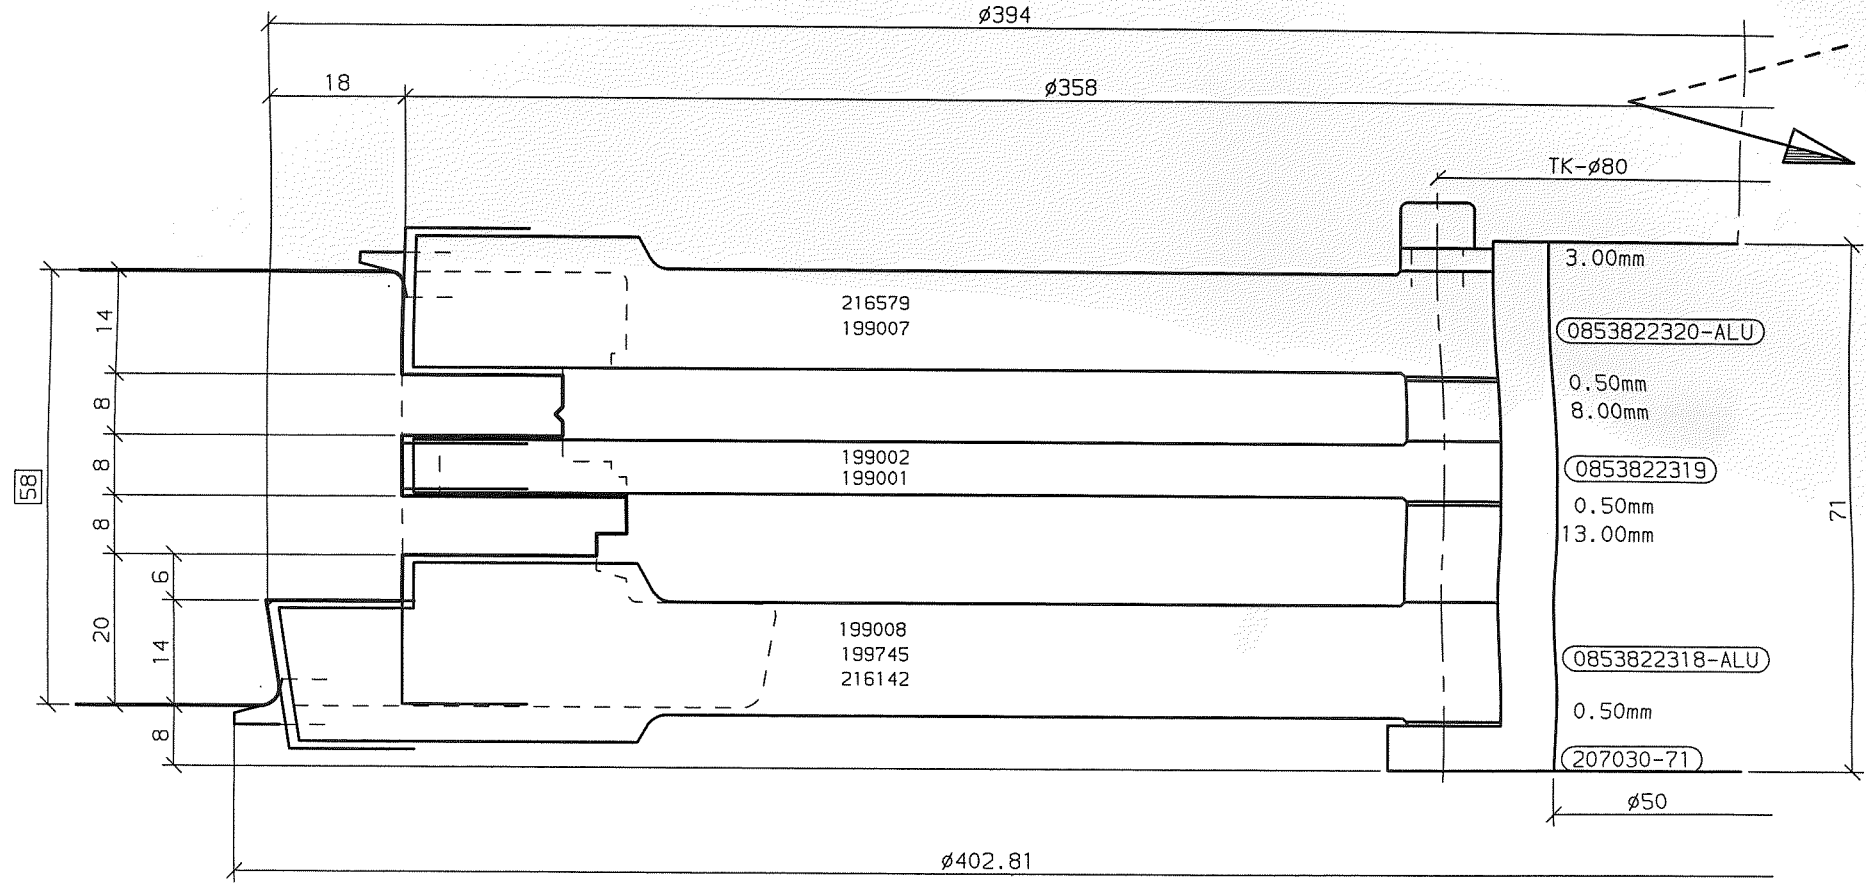 ø394
18
ø358
TK-ø80
3.00mm
216579
199007
14
0853822320-ALU
0.50mm
8
8.00mm
199002
199001
8
0853822319
58
0.50mm
71
8
13.00mm
6
20
14
199008
199745
216142
0853822318-ALU
0.50mm
8
207030-71
ø50
ø402.81